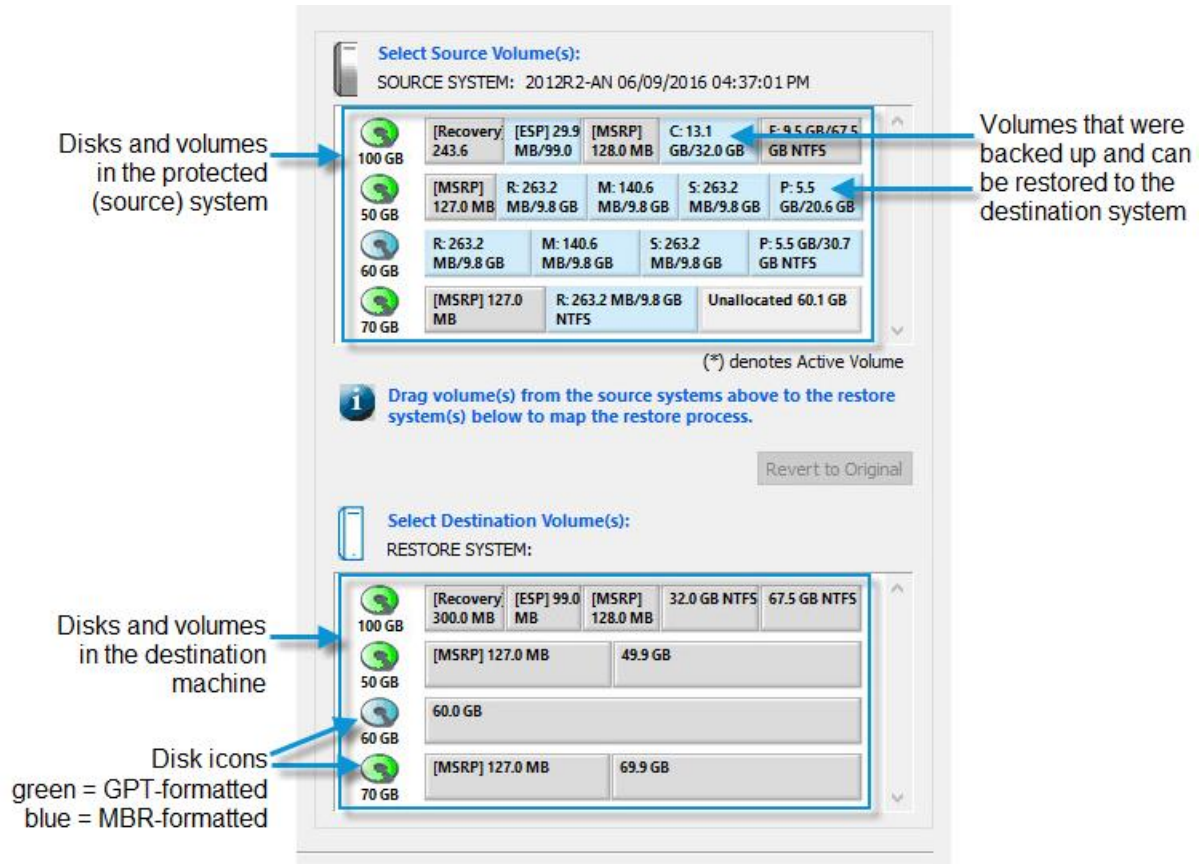 Select Source Volume(s):
SOURCE SYSTEM: 2012R2-AN 06/09/2016 04:37:01 PM
Disks and volumes
in the protected
(source) system
[Recovery] [ESP] 29.9 [MSRP] C: 13.1 E: 9.5 GB/67.5
243.6 MB/99.0 128.0 MB GB/32.0 GB GB NTFS
100 GB
[MSRP] R: 263.2 M: 140.6 S: 263.2 P: 5.5
127.0 MB MB/9.8 GB MB/9.8 GB MB/9.8 GB GB/20.6 GB
50 GB
R: 263.2 M: 140.6 S: 263.2 P: 5.5 GB/30.7
MB/9.8 GB MB/9.8 GB MB/9.8 GB GB NTFS
60 GB
[MSRP] 127.0 R: 263.2 MB/9.8 GB Unallocated 60.1 GB
MB NTFS
70 GB
Volumes that were
backed up and can
be restored to the
destination system
(*) denotes Active Volume
Drag volume(s) from the source systems above to the restore
system(s) below to map the restore process.
Revert to Original
Select Destination Volume(s):
RESTORE SYSTEM:
Disks and volumes
in the destination
machine
[Recovery] [ESP] 99.0 [MSRP] 32.0 GB NTFS 67.5 GB NTFS
300.0 MB MB 128.0 MB
100 GB
[MSRP] 127.0 MB 49.9 GB
50 GB
60.0 GB
60 GB
[MSRP] 127.0 MB 69.9 GB
70 GB
Disk icons
green = GPT-formatted
blue = MBR-formatted